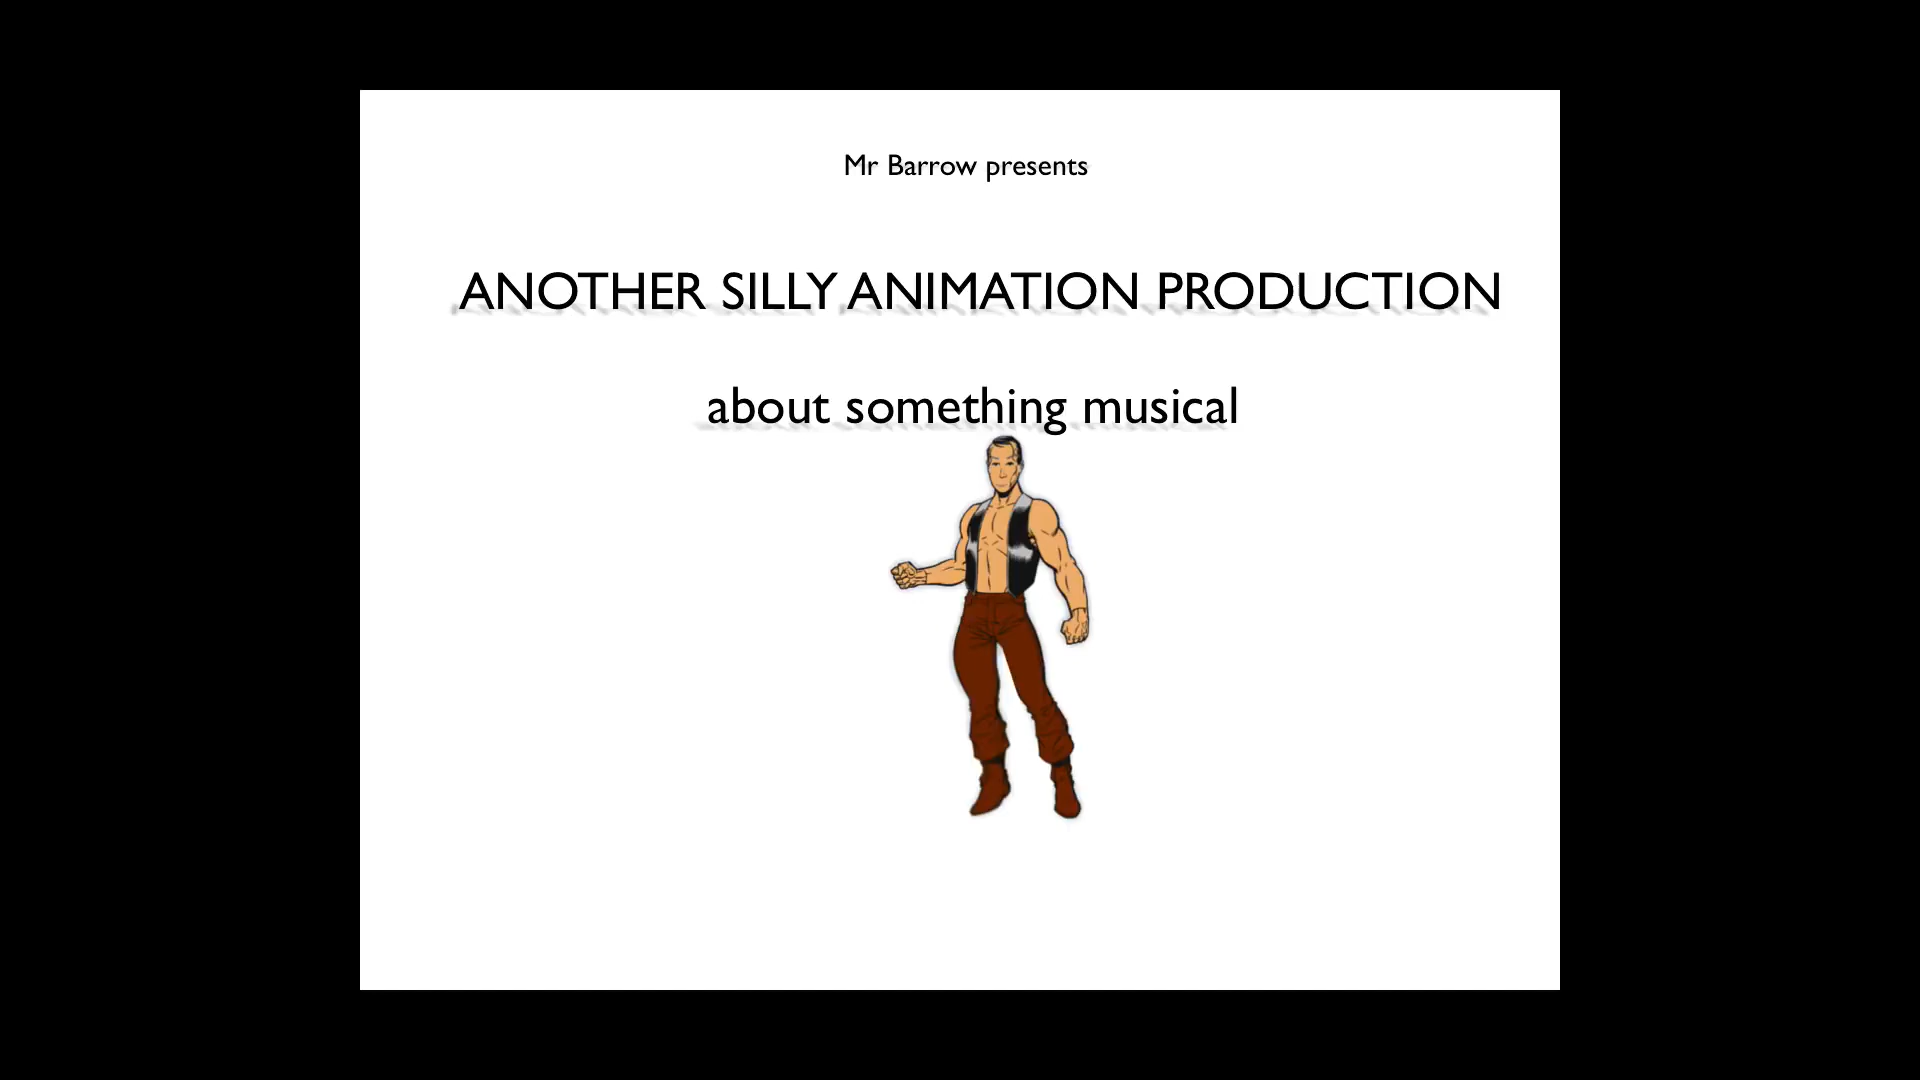 Mr Barrow presents
ANOTHER SILLY ANIMATION PRODUCTION
about something musical